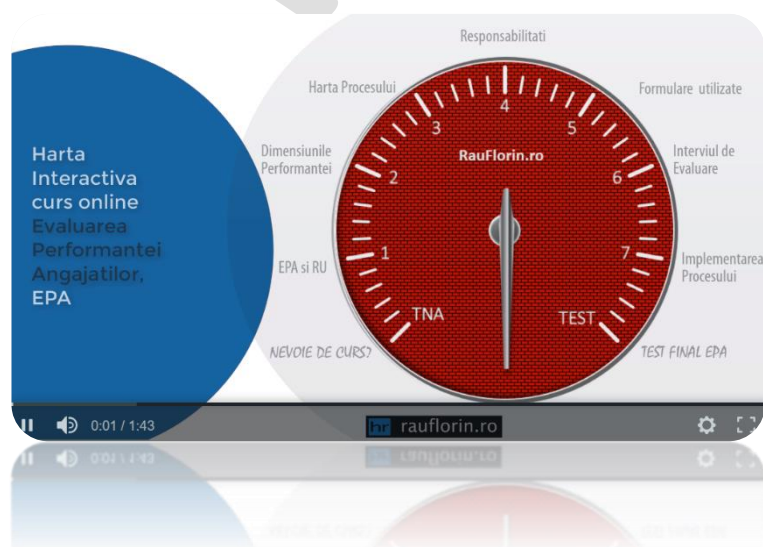 Harta
Interactiva
curs online
Evaluarea
Performantei
Angajatilor,
EPA
Responsabilitati
Harta Procesului
Formulare utilizate
Dimensiunile
Performantei
Interviul de
Evaluare
EPA si RU
Implementarea
Procesului
NEVOIE DE CURS?
TEST FINAL EPA
RauFlorin.ro
1
2
3
4
5
6
7
TNA
TEST
0:01 / 1:43
hr rauflorin.ro